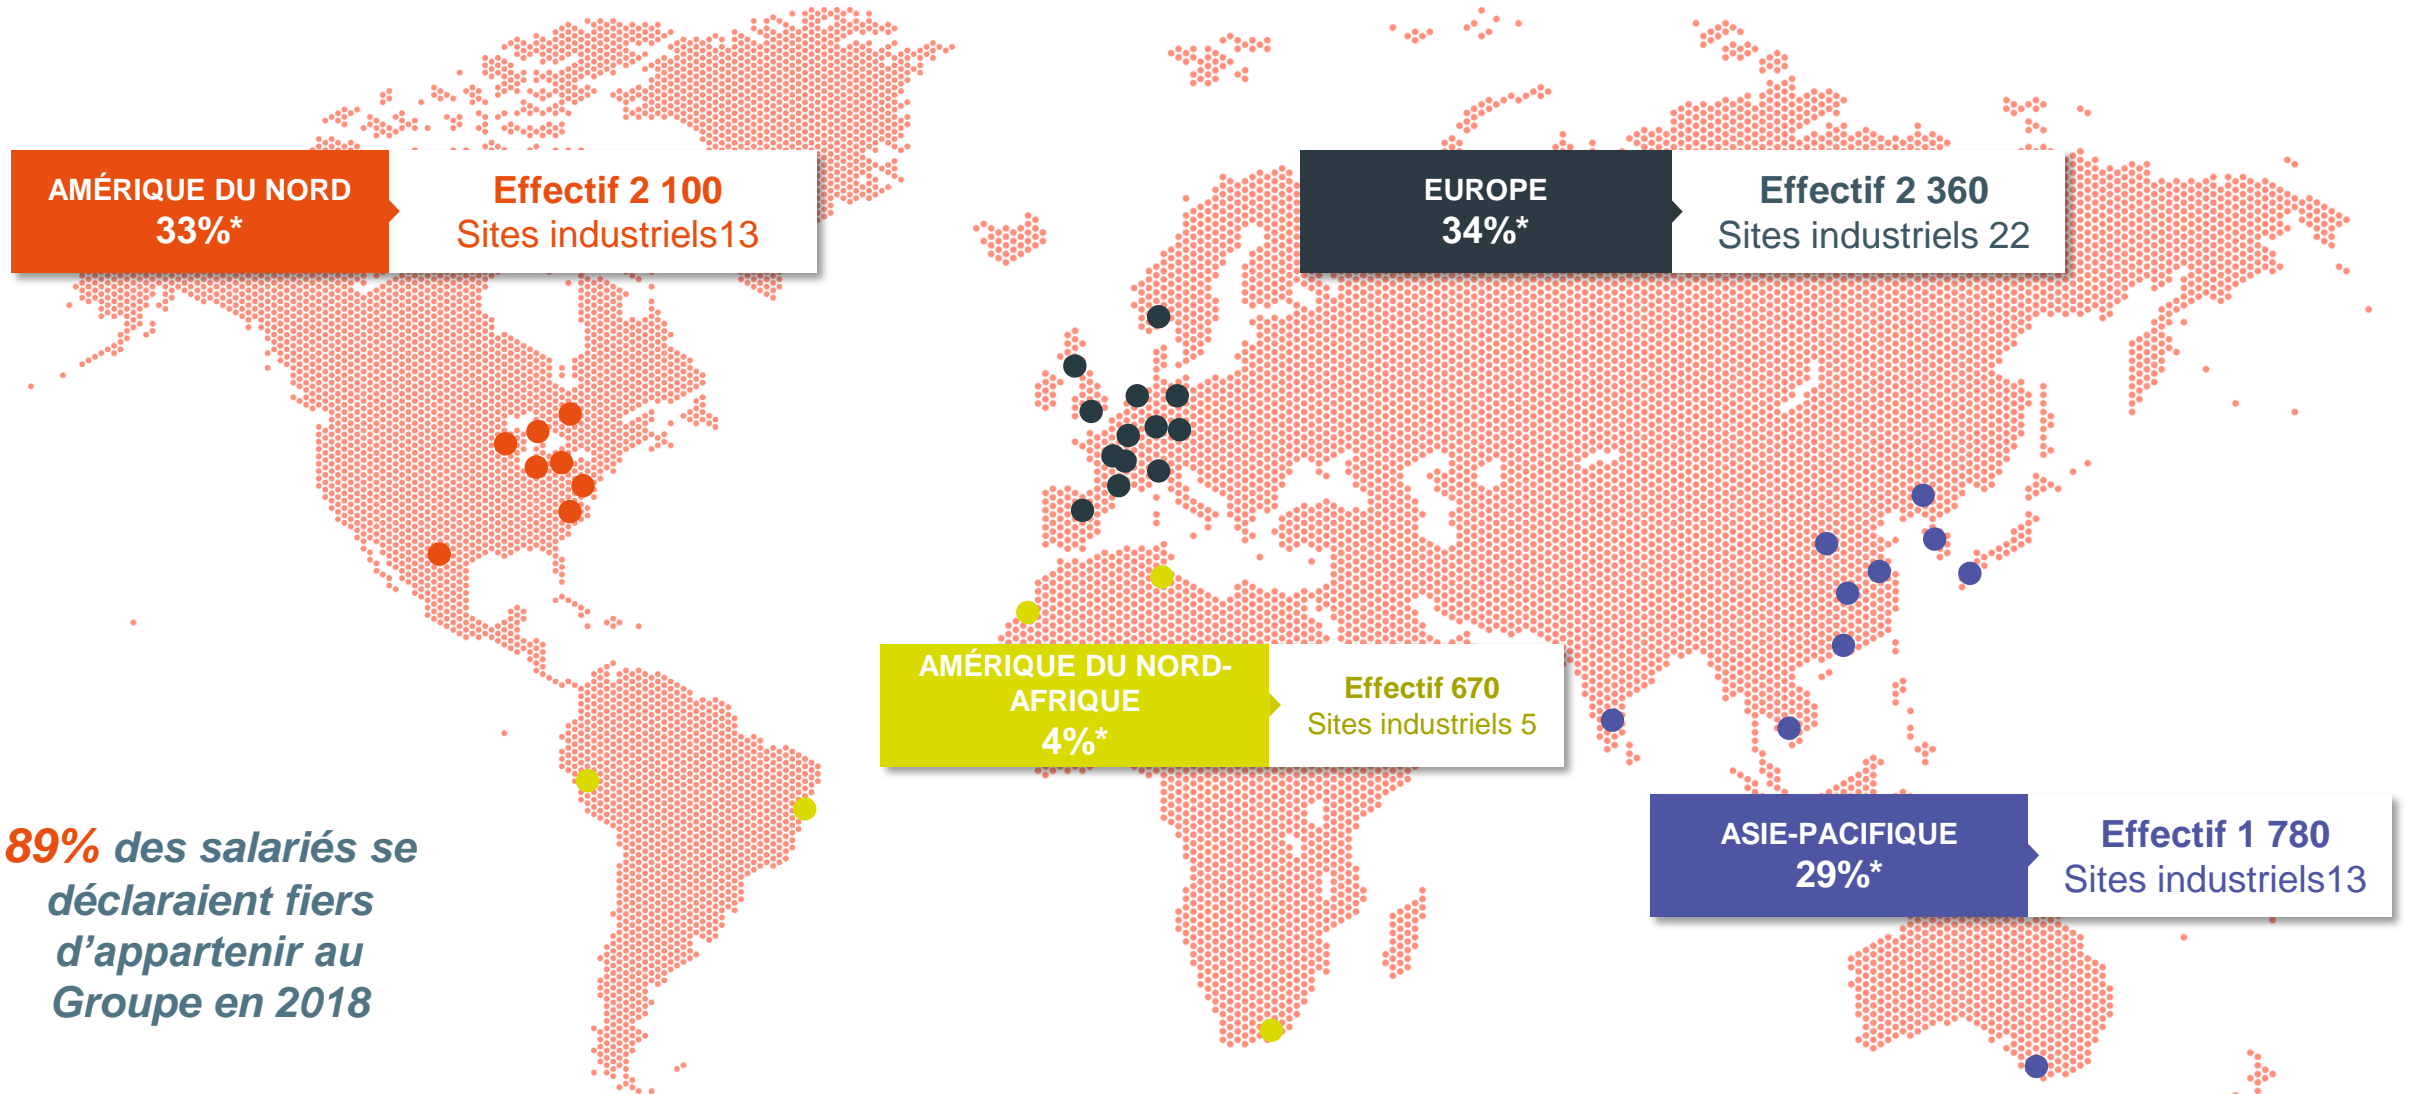 AMÉRIQUE DU NORD
33%*
Effectif 2 100
Sites industriels13
EUROPE
34%*
Effectif 2 360
Sites industriels 22
AMÉRIQUE DU NORD-
AFRIQUE
4%*
Effectif 670
Sites industriels 5
ASIE-PACIFIQUE
29%*
Effectif 1 780
Sites industriels13
89% des salariés se
déclaraient fiers
d’appartenir au
Groupe en 2018